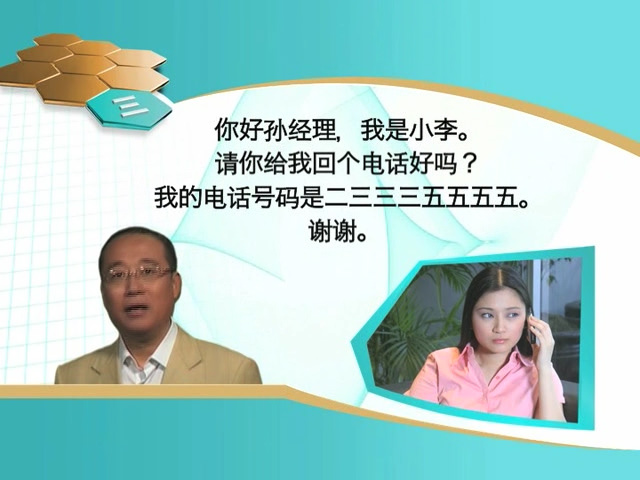 三
你好孙经理，我是小李。
请你给我回个电话好吗？
我的电话号码是二三三三五五五五。
谢谢。